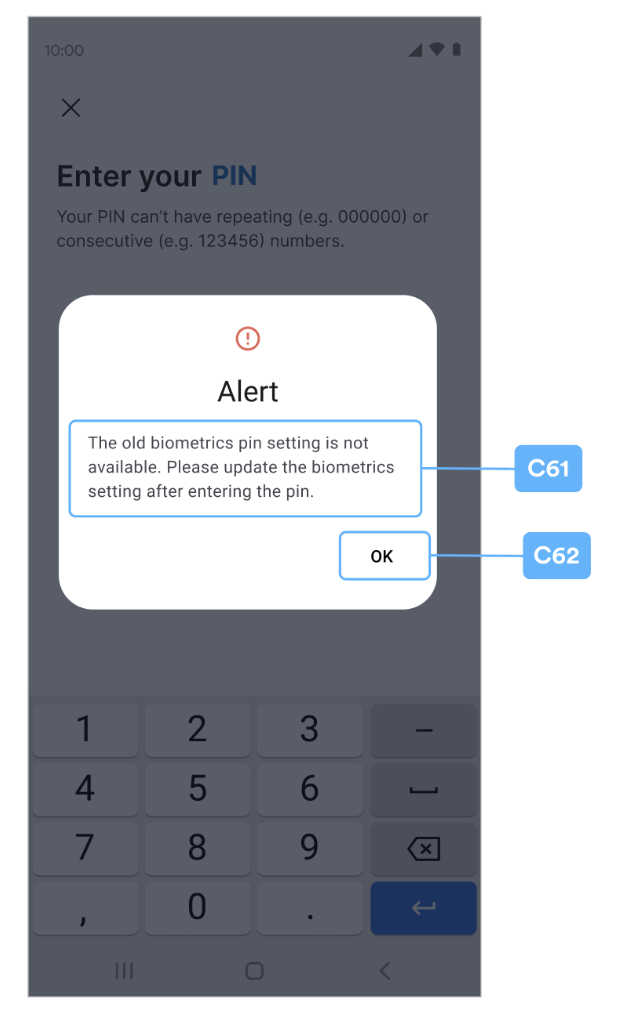 10:00
Enter your PIN
Your PIN can't have repeating (e.g. 000000) or
consecutive (e.g. 123456) numbers.
Alert
The old biometrics pin setting is not
available. Please update the biometrics
setting after entering the pin.
C61
OK
C62
1 2 3 –
4 5 6
7 8 9
, 0 .